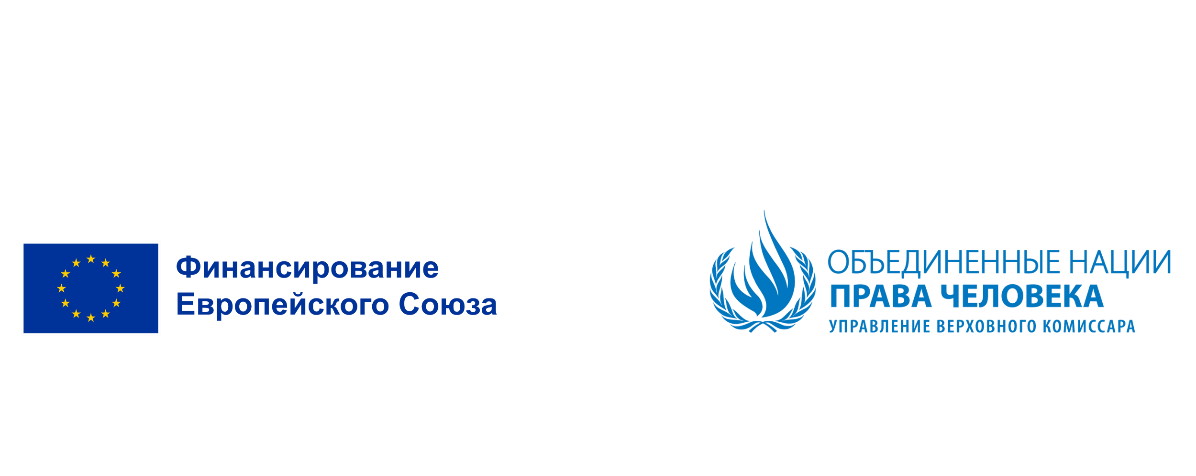 Финансирование
Европейского Союза
ОБЪЕДИНЕННЫЕ НАЦИИ
ПРАВА ЧЕЛОВЕКА
УПРАВЛЕНИЕ ВЕРХОВНОГО КОМИССАРА